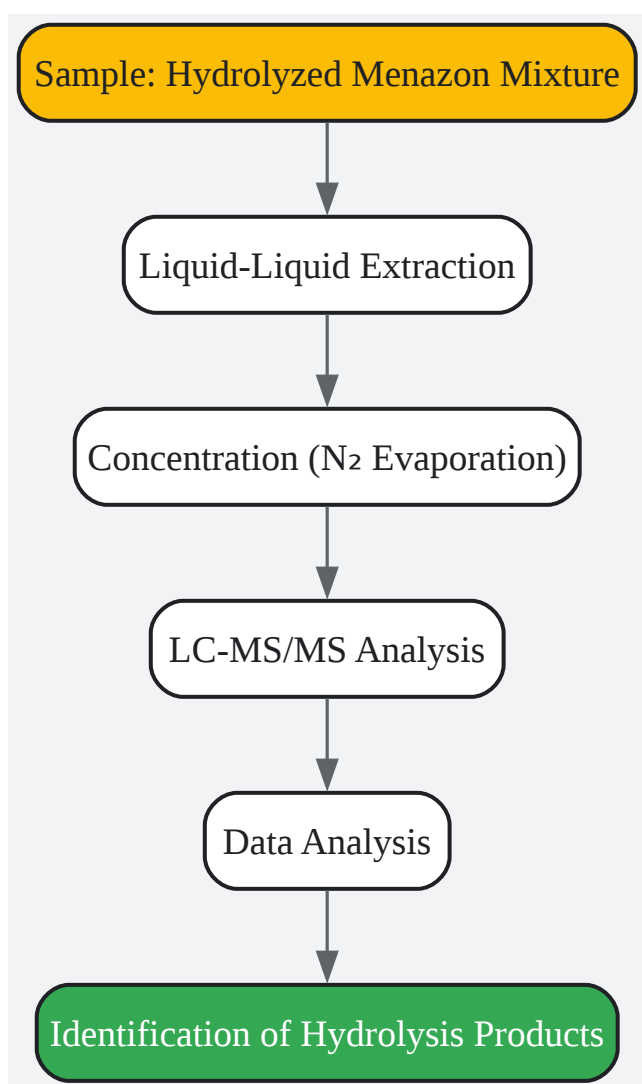 Sample: Hydrolyzed Menazon Mixture
Liquid-Liquid Extraction
Concentration (N₂ Evaporation)
LC-MS/MS Analysis
Data Analysis
Identification of Hydrolysis Products